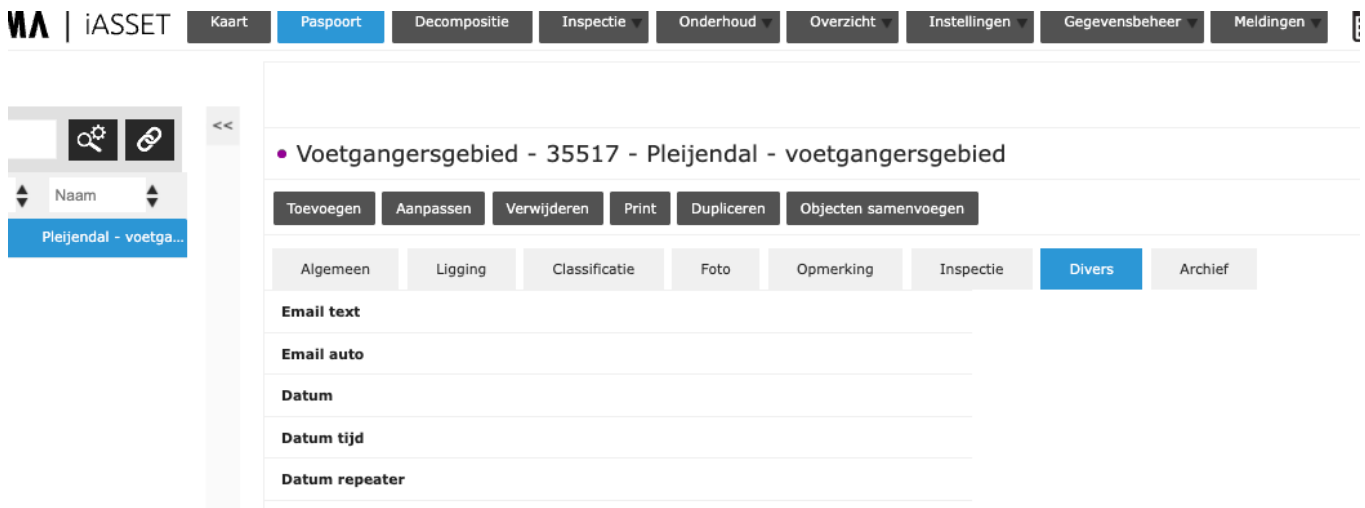 MA | iASSET Kaart Paspoort Decompositie Inspectie Onderhoud Overzicht Instellingen Gegevensbeheer Meldingen
<<
• Voetgangersgebied - 35517 - Pleijendal - voetgangersgebied
Naam
Toevoegen Aanpassen Verwijderen Print Dupliceren Objecten samenvoegen
Pleijendal - voetga...
Algemeen Ligging Classificatie Foto Opmerking Inspectie Divers Archief
Email text
Email auto
Datum
Datum tijd
Datum repeater